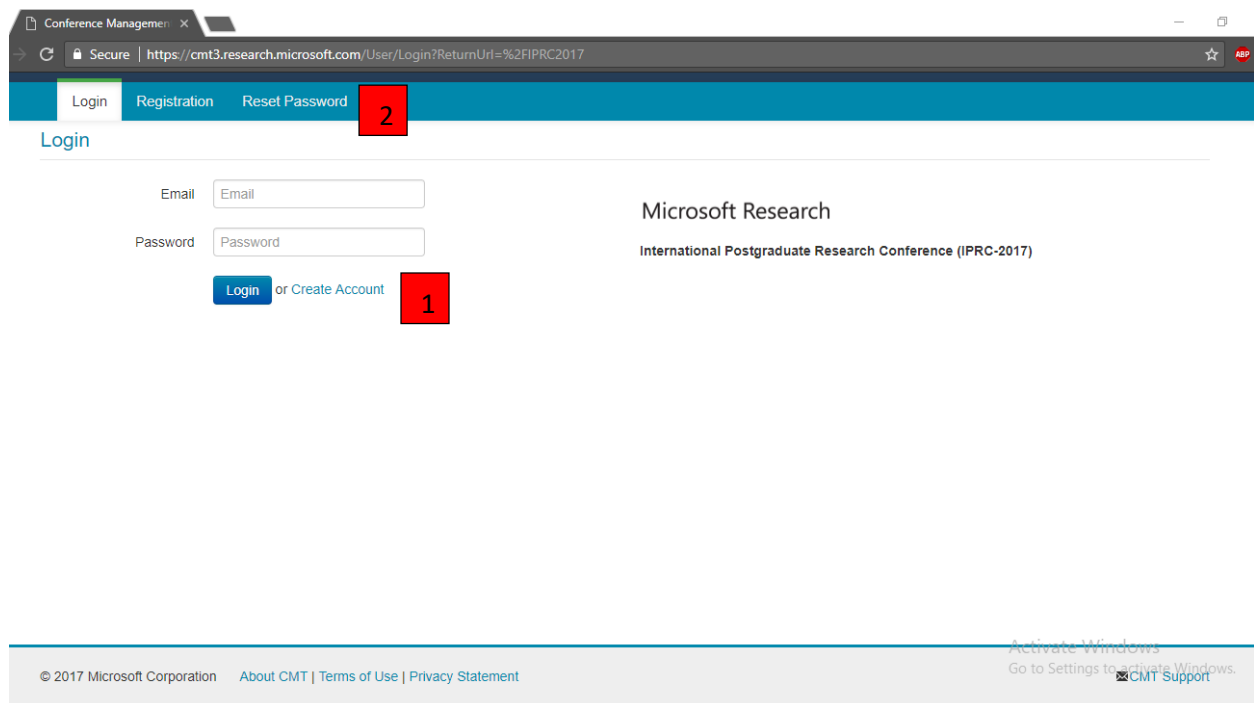 Conference Managemen
Secure | https://cmt3.research.microsoft.com/User/Login?ReturnUrl=%2FIPRC2017
ABP
Login Registration Reset Password
2
Login
Email Email
Microsoft Research
Password Password
International Postgraduate Research Conference (IPRC-2017)
Login or Create Account
1
Activate Windows
Go to Settings to activate Windows.
© 2017 Microsoft Corporation About CMT | Terms of Use | Privacy Statement CMT Support